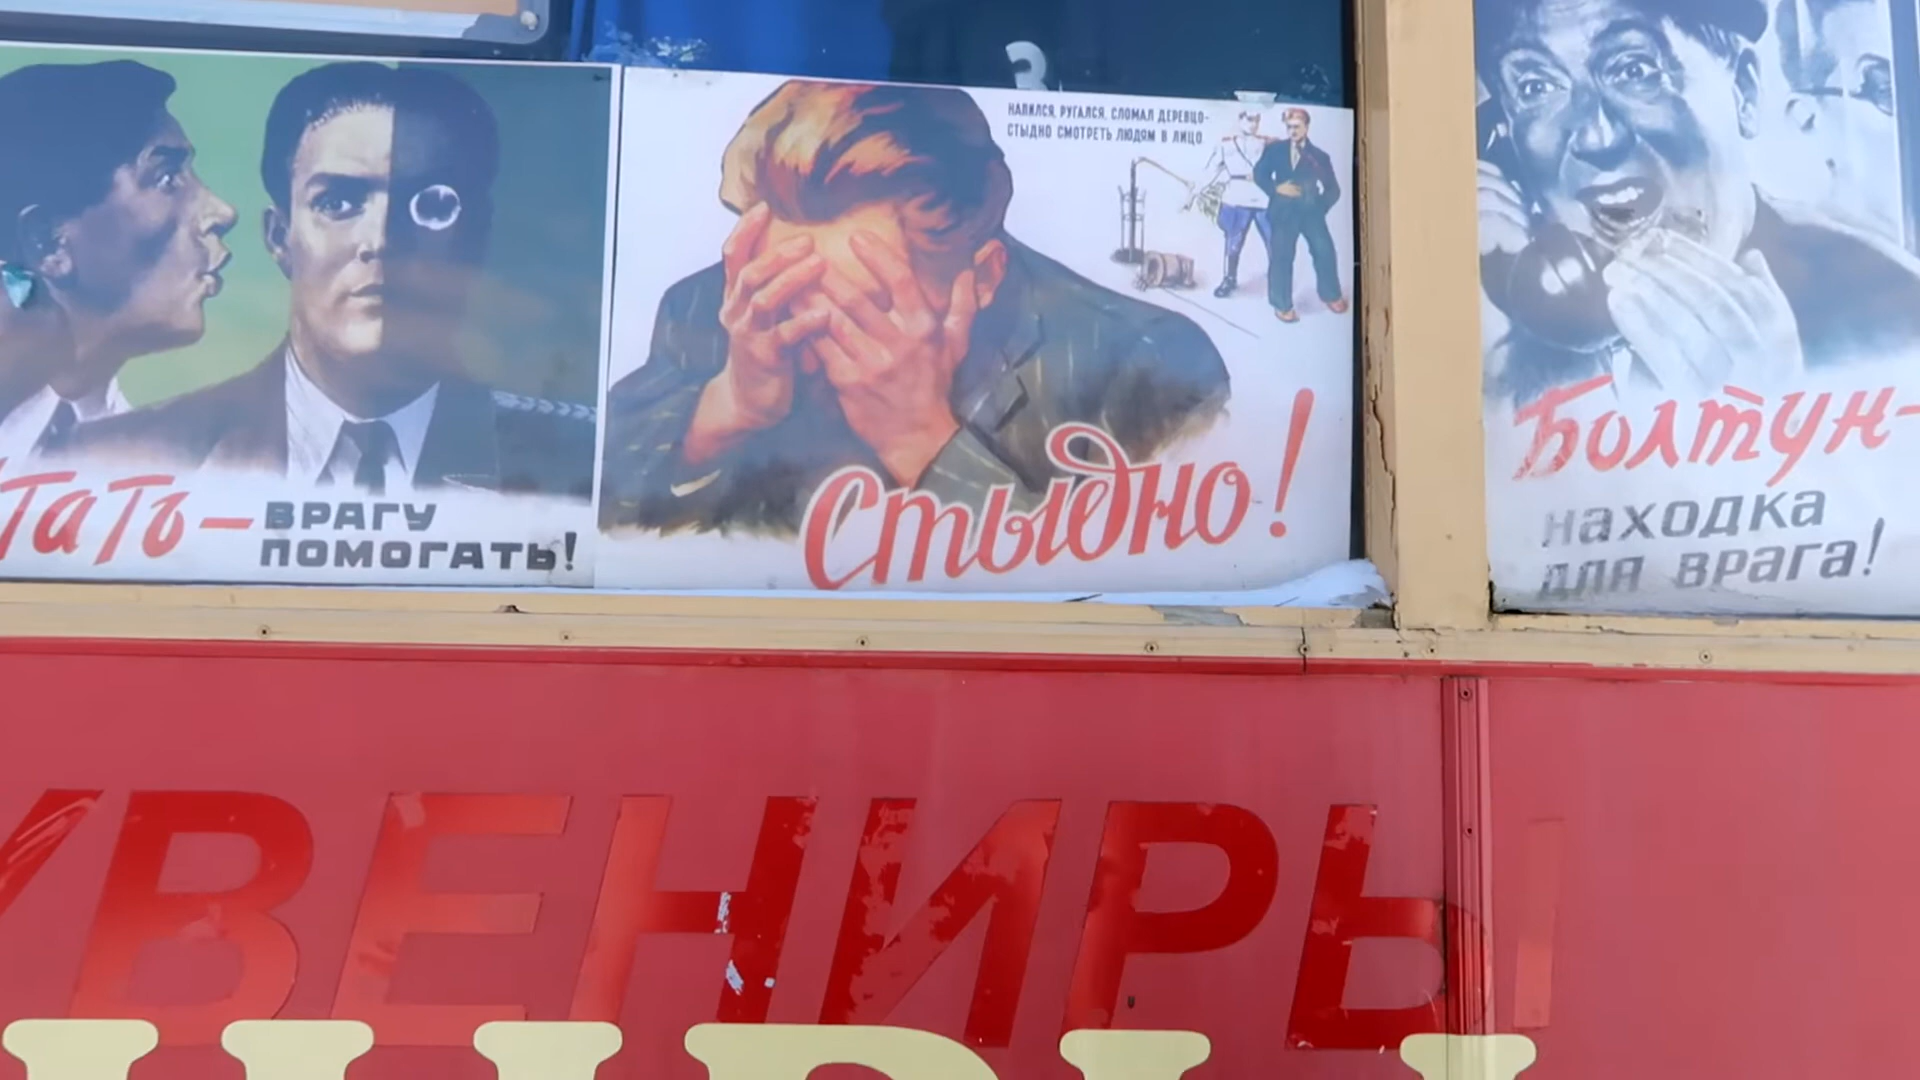 ТаТь – ВРАГУ
ПОМОГАТЬ!
НАПИЛСЯ, РУГАЛСЯ, СЛОМАЛ ДЕРЕВЦО-
СТЫДНО СМОТРЕТЬ ЛЮДЯМ В ЛИЦО
Стыдно!
Болтун-
находка
для врага!
УВЕНИРЫ